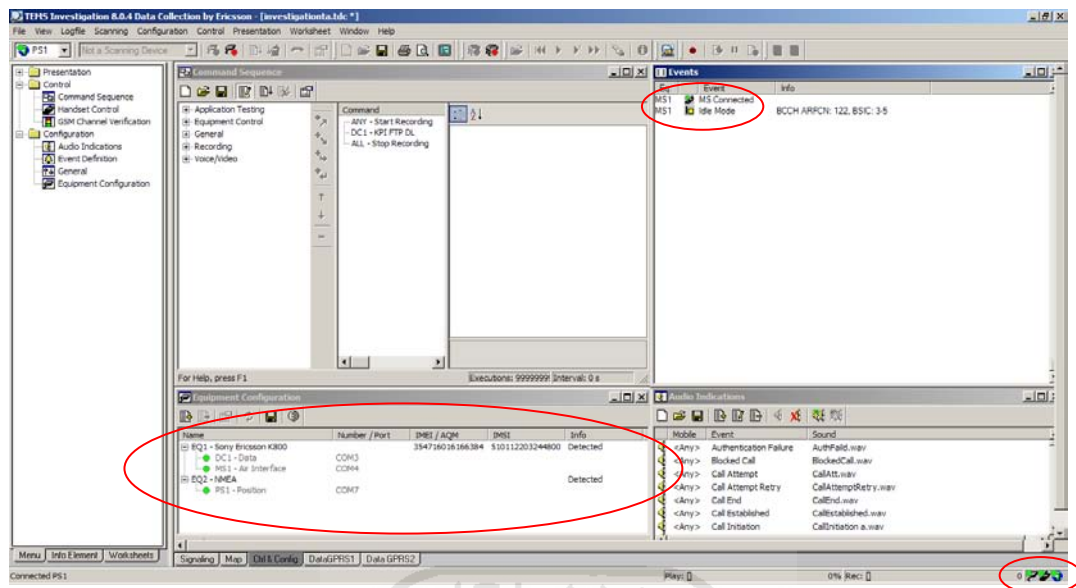 TEMS Investigation 8.0.4 Data Collection by Ericsson - [investigationta.tdc *]
File View Logfile Scanning Configuration Control Presentation Worksheet Window Help
PS1 Not a Scanning Device
Presentation
Control
Command Sequence
Handset Control
GSM Channel Verification
Configuration
Audio Indications
Event Definition
General
Equipment Configuration
Menu Info Element Worksheets
Command Sequence
Application Testing
Equipment Control
General
Recording
Voice/Video
Command
ANY - Start Recording
DC1 - KPI FTP DL
ALL - Stop Recording
For Help, press F1
Executions: 9999999 Interval: 0 s
Events
Eq Event Info
MS1 MS Connected
MS1 Idle Mode BCCH ARFCN: 122, BSIC: 3-5
Equipment Configuration
Name Number / Port IMEI / AQM IMSI Info
EQ1 - Sony Ericsson K800 354716016166384 510112203244800 Detected
DC1 - Data COM3
MS1 - Air Interface COM4
EQ2 - NMEA Detected
PS1 - Position COM7
Audio Indications
Mobile Event Sound
<Any> Authentication Failure AuthFaild.wav
<Any> Blocked Call BlockedCall.wav
<Any> Call Attempt CallAtt.wav
<Any> Call Attempt Retry CallAttemptRetry.wav
<Any> Call End CallEnd.wav
<Any> Call Established CallEstablished.wav
<Any> Call Initiation CallInitiation a.wav
Signaling Map Ctrl & Config DataGPRS1 Data GPRS2
Connected PS1
Play: [] 0% Rec: [] 0